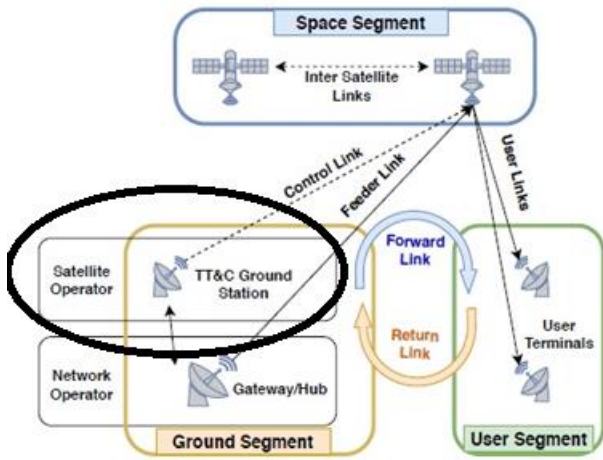 Space Segment
Inter Satellite
Links
Control Link
Feeder Link
User Links
Satellite
Operator
TT&C Ground
Station
Forward
Link
Return
Link
User
Terminals
Network
Operator
Gateway/Hub
Ground Segment
User Segment